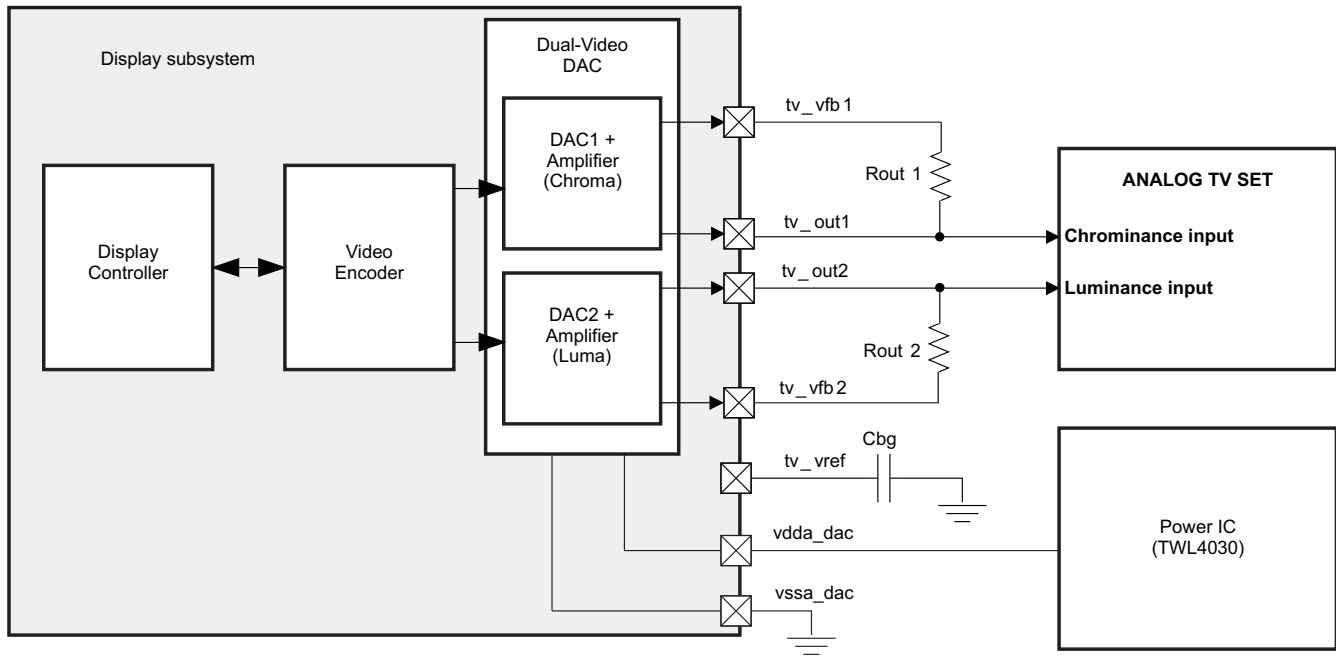 Display subsystem
Dual-Video
DAC
DAC1 +
Amplifier
(Chroma)
DAC2 +
Amplifier
(Luma)
Display
Controller
Video
Encoder
tv_vfb1
Rout 1
tv_out1
tv_out2
Rout 2
tv_vfb2
Cbg
tv_vref
vdda_dac
vssa_dac
ANALOG TV SET
Chrominance input
Luminance input
Power IC
(TWL4030)